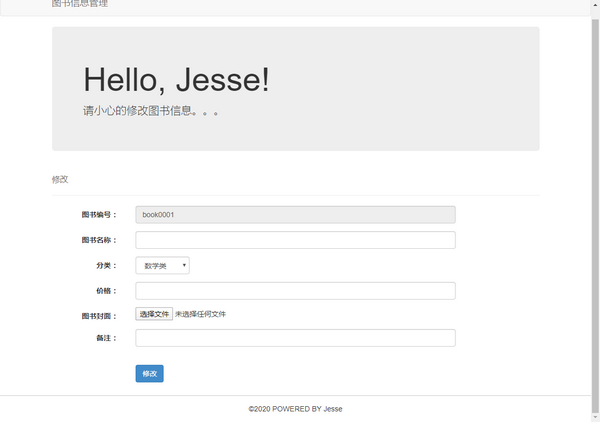 图书信息管理
Hello, Jesse!
请小心的修改图书信息。。。
修改
图书编号： book0001
图书名称：
分类： 数学类
价格：
图书封面： 选择文件 未选择任何文件
备注：
修改
©2020 POWERED BY Jesse